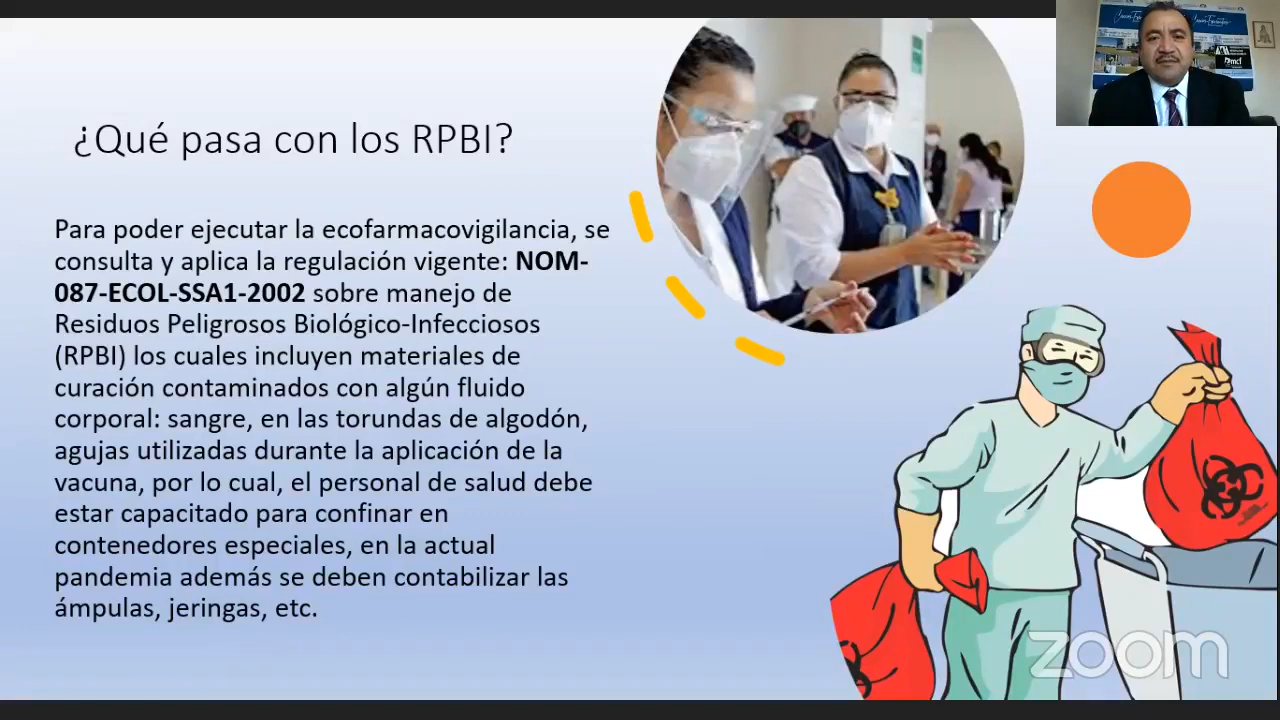 ¿Qué pasa con los RPBI?
Para poder ejecutar la ecofarmacovigilancia, se
consulta y aplica la regulación vigente: NOM-
087-ECOL-SSA1-2002 sobre manejo de
Residuos Peligrosos Biológico-Infecciosos
(RPBI) los cuales incluyen materiales de
curación contaminados con algún fluido
corporal: sangre, en las torundas de algodón,
agujas utilizadas durante la aplicación de la
vacuna, por lo cual, el personal de salud debe
estar capacitado para confinar en
contenedores especiales, en la actual
pandemia además se deben contabilizar las
ámpulas, jeringas, etc.
zoom